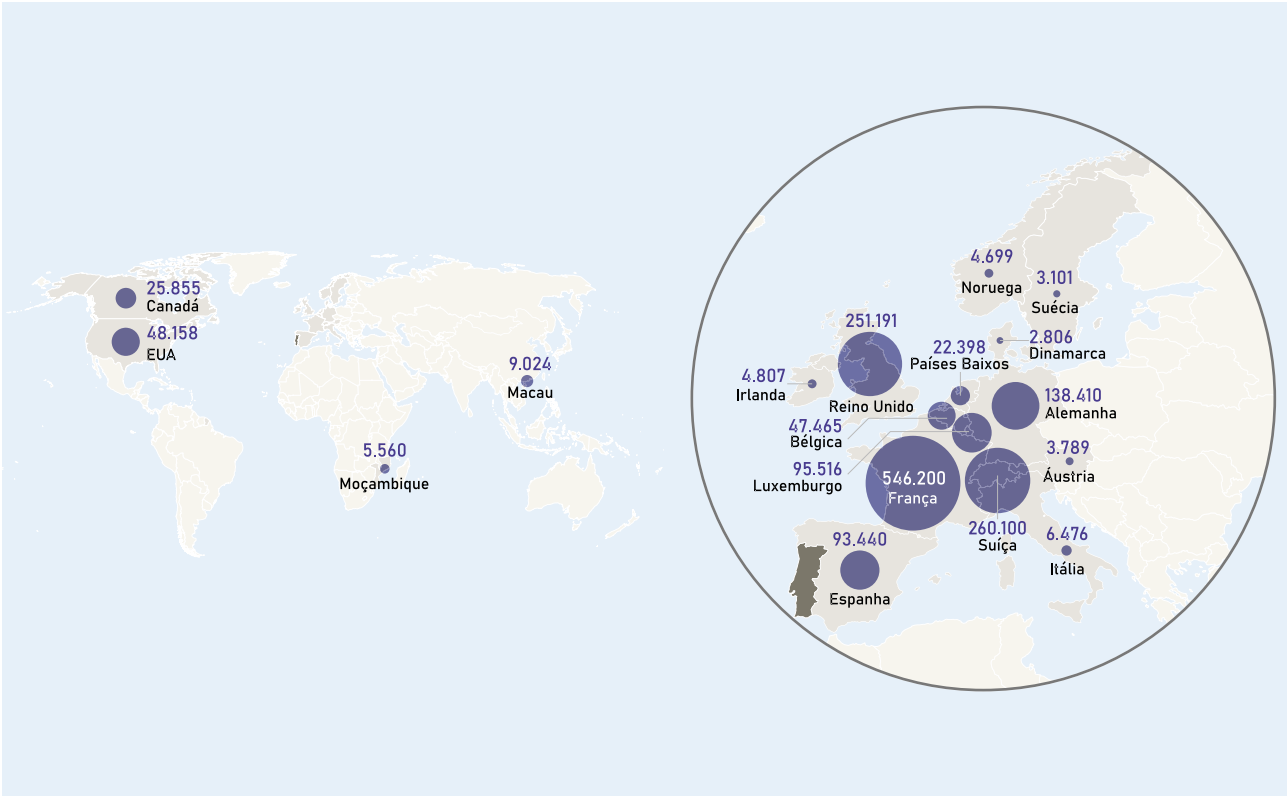 25.855
Canadá
48.158
EUA
9.024
Macau
5.560
Moçambique
4.699
Noruega
3.101
Suécia
251.191
Reino Unido
22.398
Países Baixos
2.806
Dinamarca
4.807
Irlanda
138.410
Alemanha
47.465
Bélgica
95.516
Luxemburgo
3.789
Áustria
546.200
França
260.100
Suíça
6.476
Itália
93.440
Espanha